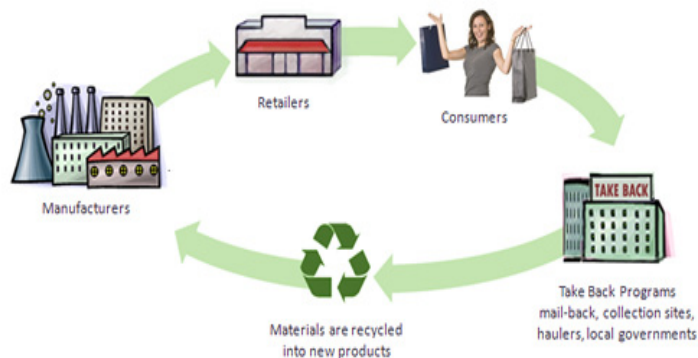 Retailers
Consumers
Manufacturers
TAKE BACK
Take Back Programs
mail-back, collection sites,
haulers, local governments
Materials are recycled
into new products